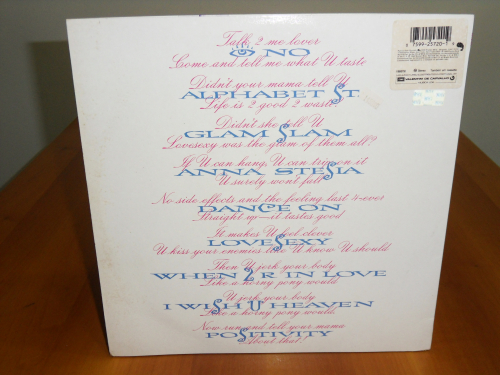 Talk 2 me lover
Eye NO
Come and tell me what U taste
Didn't your mama tell U
ALPHABET St.
Life is 2 good 2 waste
Didn't she tell U
GLAM SLAM
Lovesexy was the glam of them all?
If U can hang, U can trip on it
ANNA STESIA
U surely won't fall
No side effects and the feeling last 4-ever
DANCE ON
Straight up—it tastes good
It makes U feel clever
LOVESEXY
U kiss your enemies like U know U should
Then U jerk your body
WHEN 2 R IN LOVE
Like a horny pony would
U jerk your body
I WISH U HEAVEN
Like a horny pony would
Now run and tell your mama
POSITIVITY
About that!
7599-25720-1